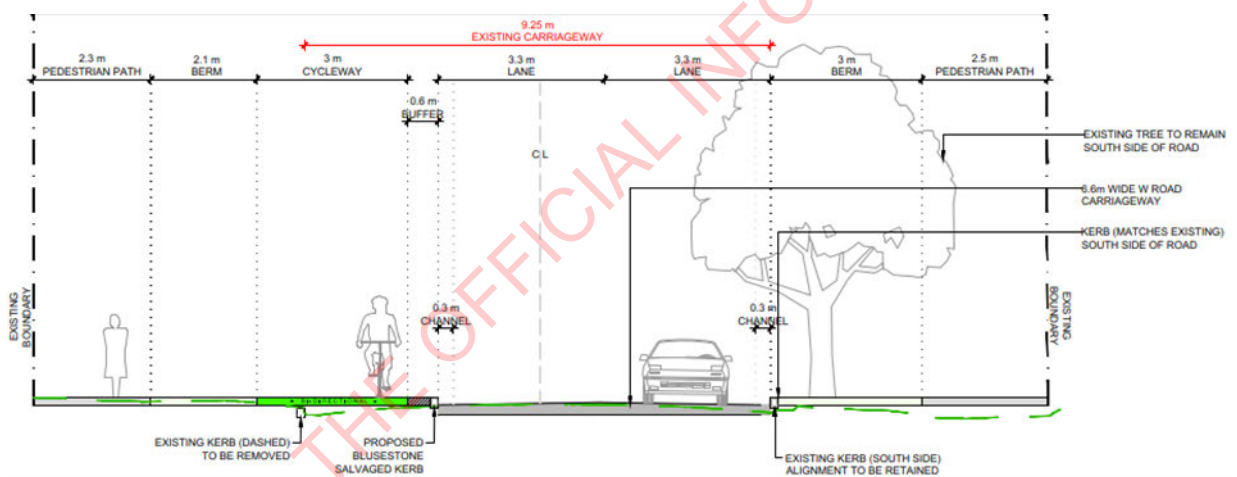 9.25 m
EXISTING CARRIAGEWAY
2.3 m
PEDESTRIAN PATH
2.1 m
BERM
3 m
CYCLEWAY
3.3 m
LANE
3.3 m
LANE
3 m
BERM
2.5 m
PEDESTRIAN PATH
0.6 m
BUFFER
C L
EXISTING TREE TO REMAIN
SOUTH SIDE OF ROAD
6.6m WIDE W ROAD
CARRIAGEWAY
KERB (MATCHES EXISTING)
SOUTH SIDE OF ROAD
EXISTING
BOUNDARY
0.3 m
CHANNEL
0.3 m
CHANNEL
EXISTING
BOUNDARY
EXISTING KERB (DASHED)
TO BE REMOVED
PROPOSED
BLUSESTONE
SALVAGED KERB
EXISTING KERB (SOUTH SIDE)
ALIGNMENT TO BE RETAINED
THE OFFICIAL INFO